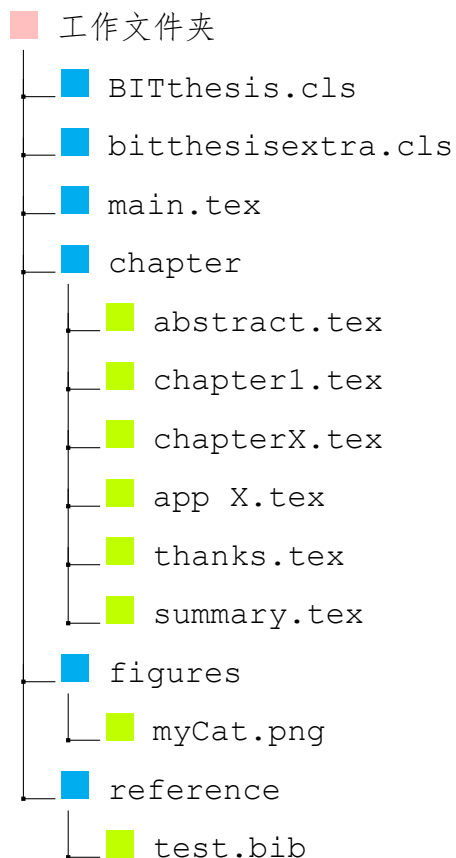 工作文件夹
BITthesis.cls
bitthesisextra.cls
main.tex
chapter
abstract.tex
chapter1.tex
chapterX.tex
app X.tex
thanks.tex
summary.tex
figures
myCat.png
reference
test.bib